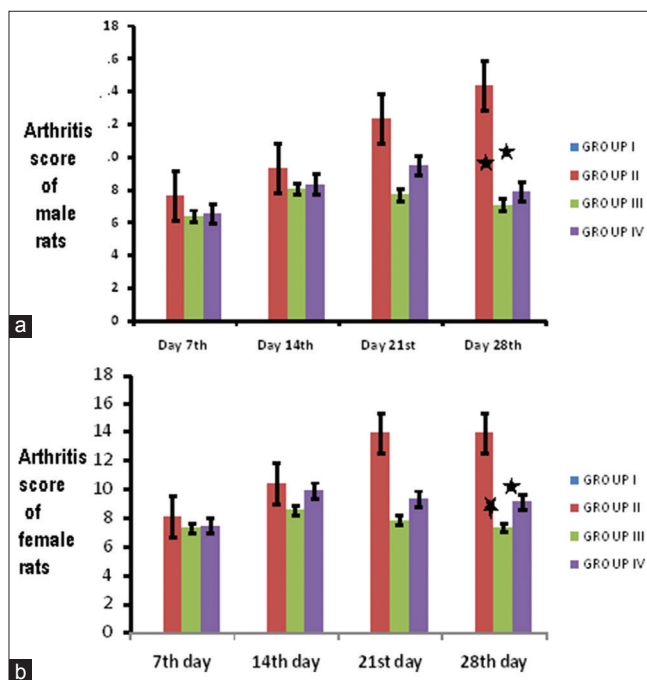 18
.6
.4
.2
.0
8
6
4
.2
0
Arthritis
score
of
male
rats
GROUP I
GROUP II
GROUP III
GROUP IV
a
Day 7th Day 14th Day 21st Day 28th
18
16
14
12
10
8
6
4
2
0
Arthritis
score
of
female
rats
GROUP I
GROUP II
GROUP III
GROUP IV
b
7th day 14th day 21st day 28th day